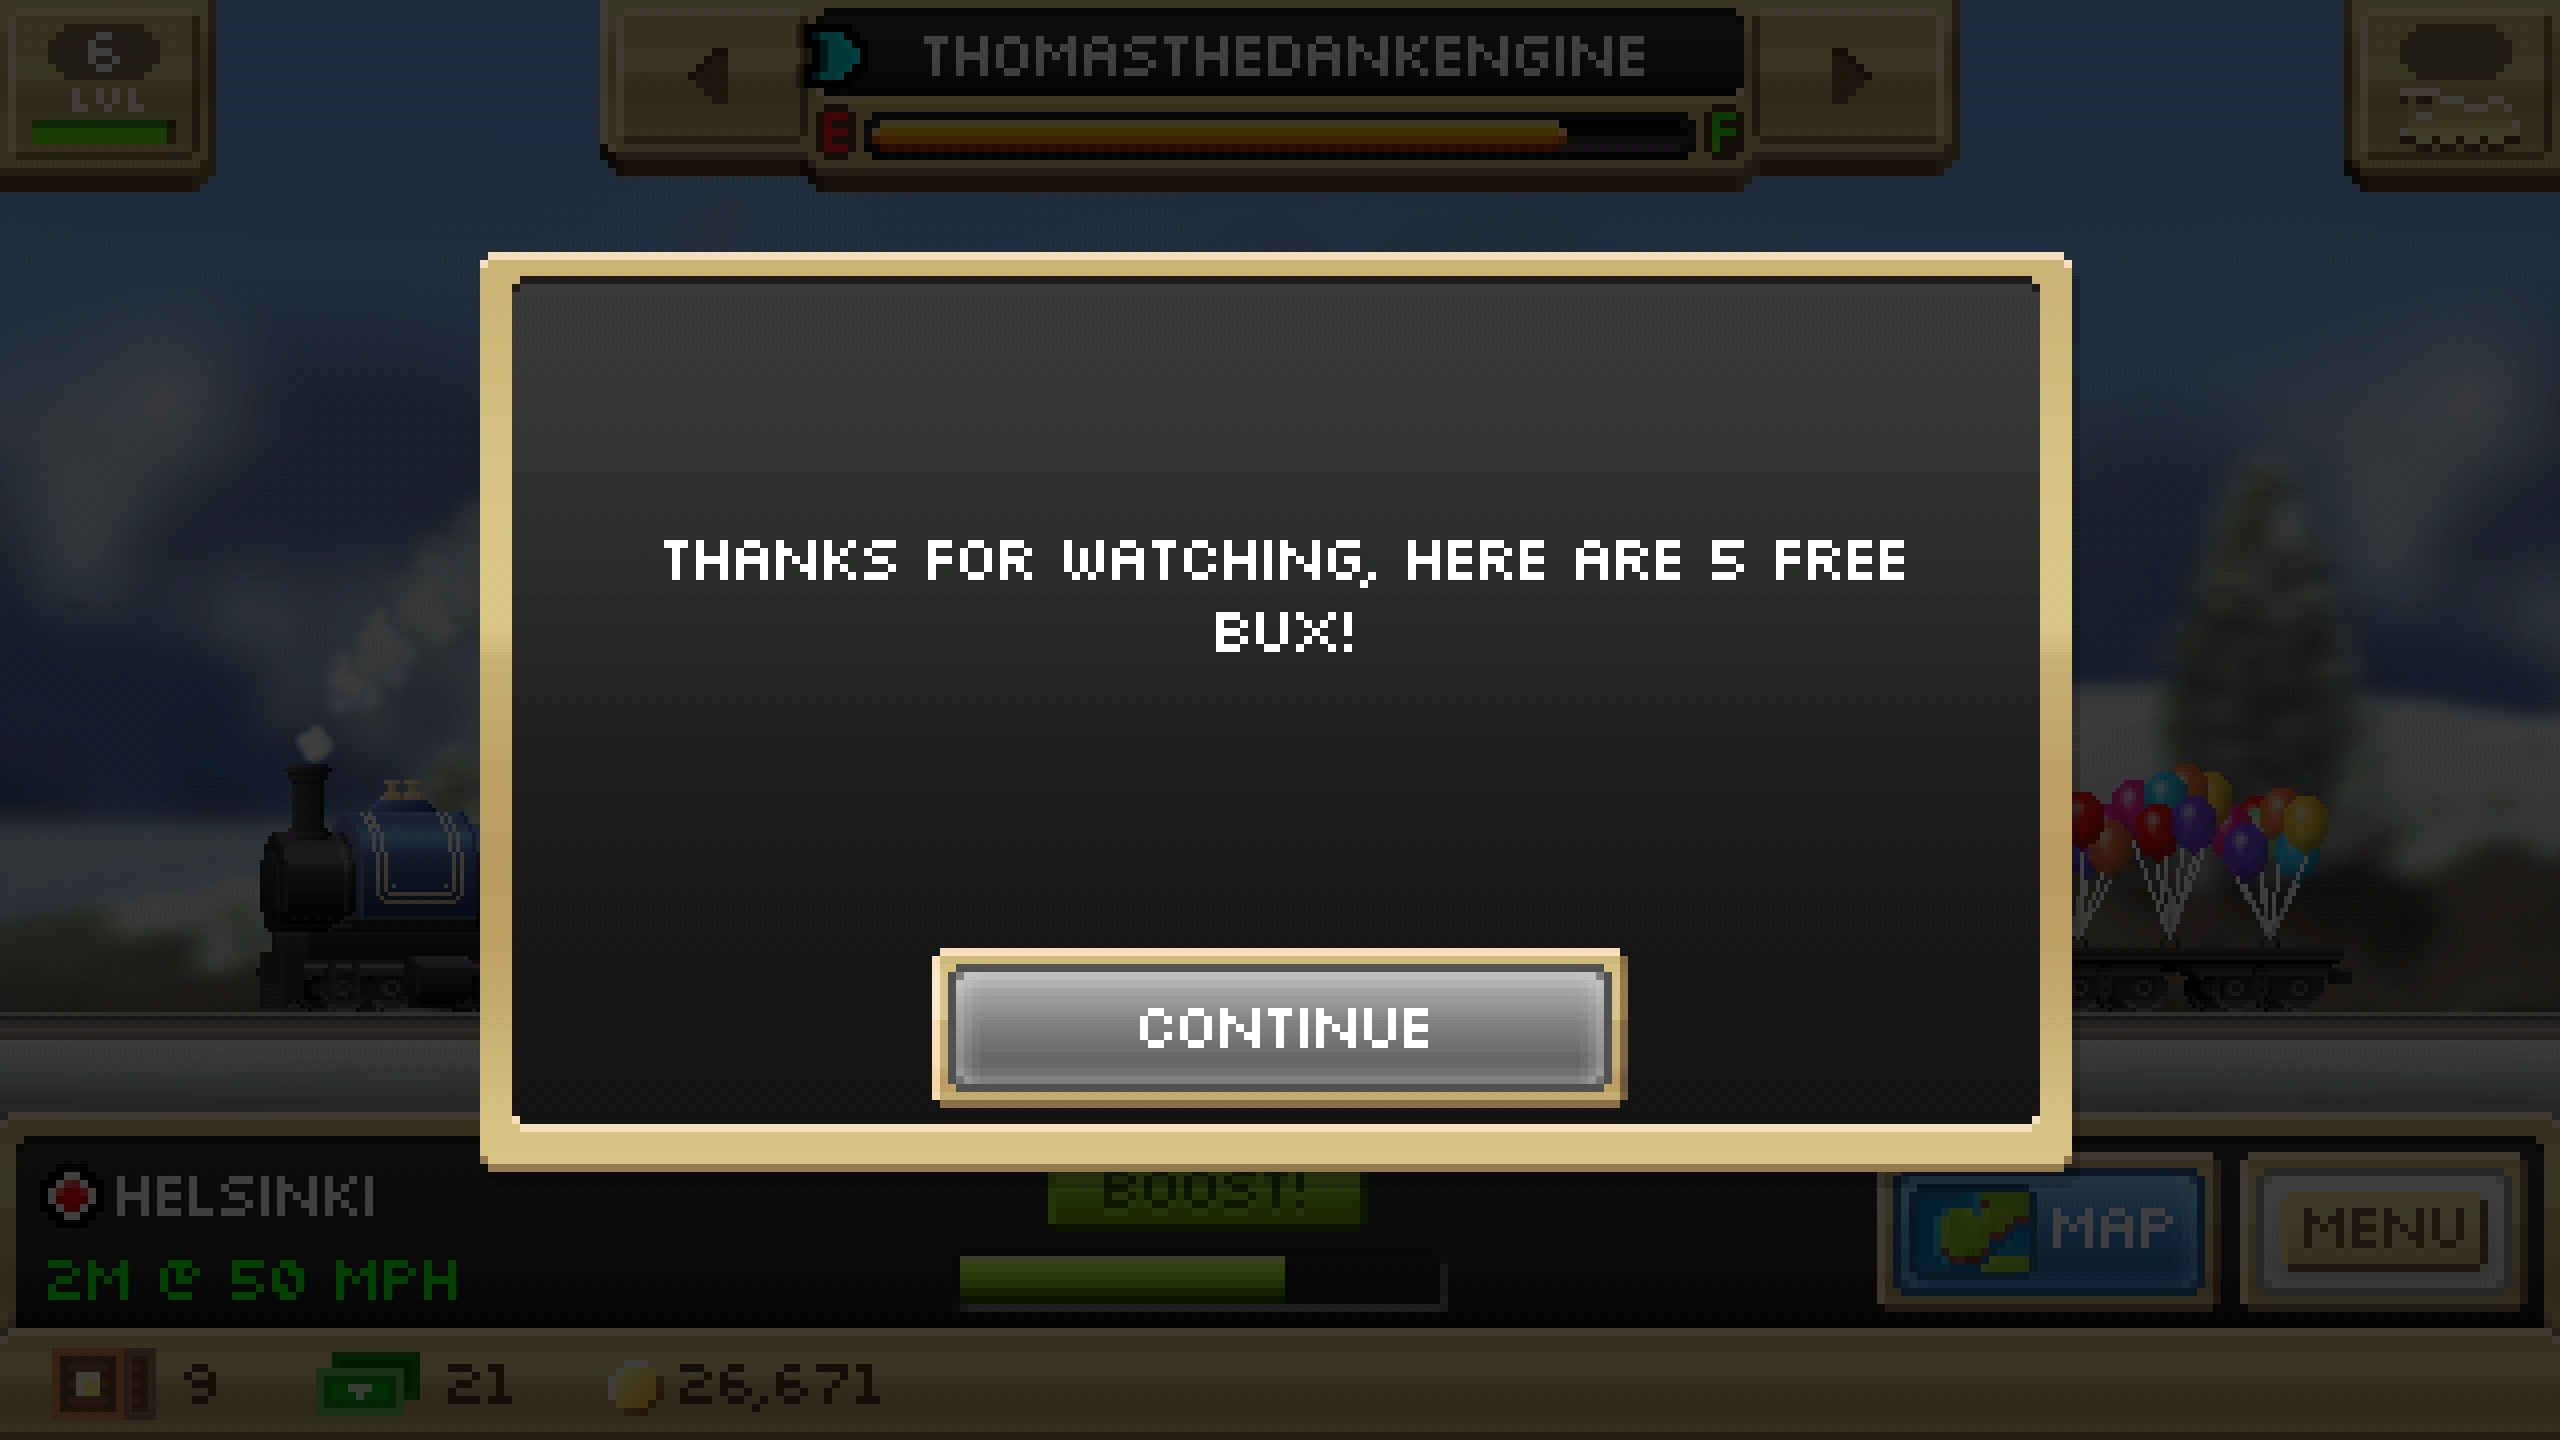 6
LVL
THOMASTHEDANKENGINE
E F
THANKS FOR WATCHING, HERE ARE 5 FREE
BUX!
CONTINUE
HELSINKI
2M @ 50 MPH
BOOST!
MAP
MENU
9 21 26,671